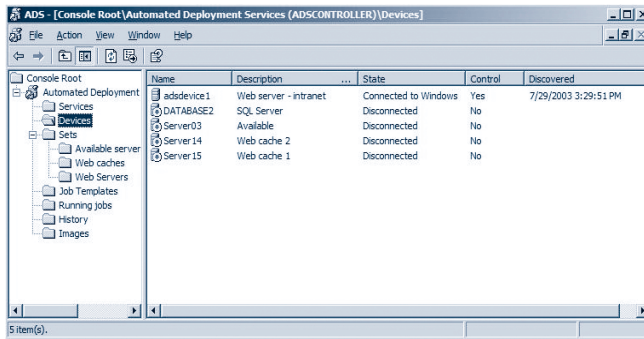 ADS - [Console Root\Automated Deployment Services (ADSCONTROLLER)\Devices]
File Action View Window Help
Console Root
Automated Deployment
Services
Devices
Sets
Available server
Web caches
Web Servers
Job Templates
Running jobs
History
Images
Name Description ... State Control Discovered
adsdevice1 Web server - intranet Connected to Windows Yes 7/29/2003 3:29:51 PM
DATABASE2 SQL Server Disconnected No
Server03 Available Disconnected No
Server14 Web cache 2 Disconnected No
Server15 Web cache 1 Disconnected No
5 item(s).